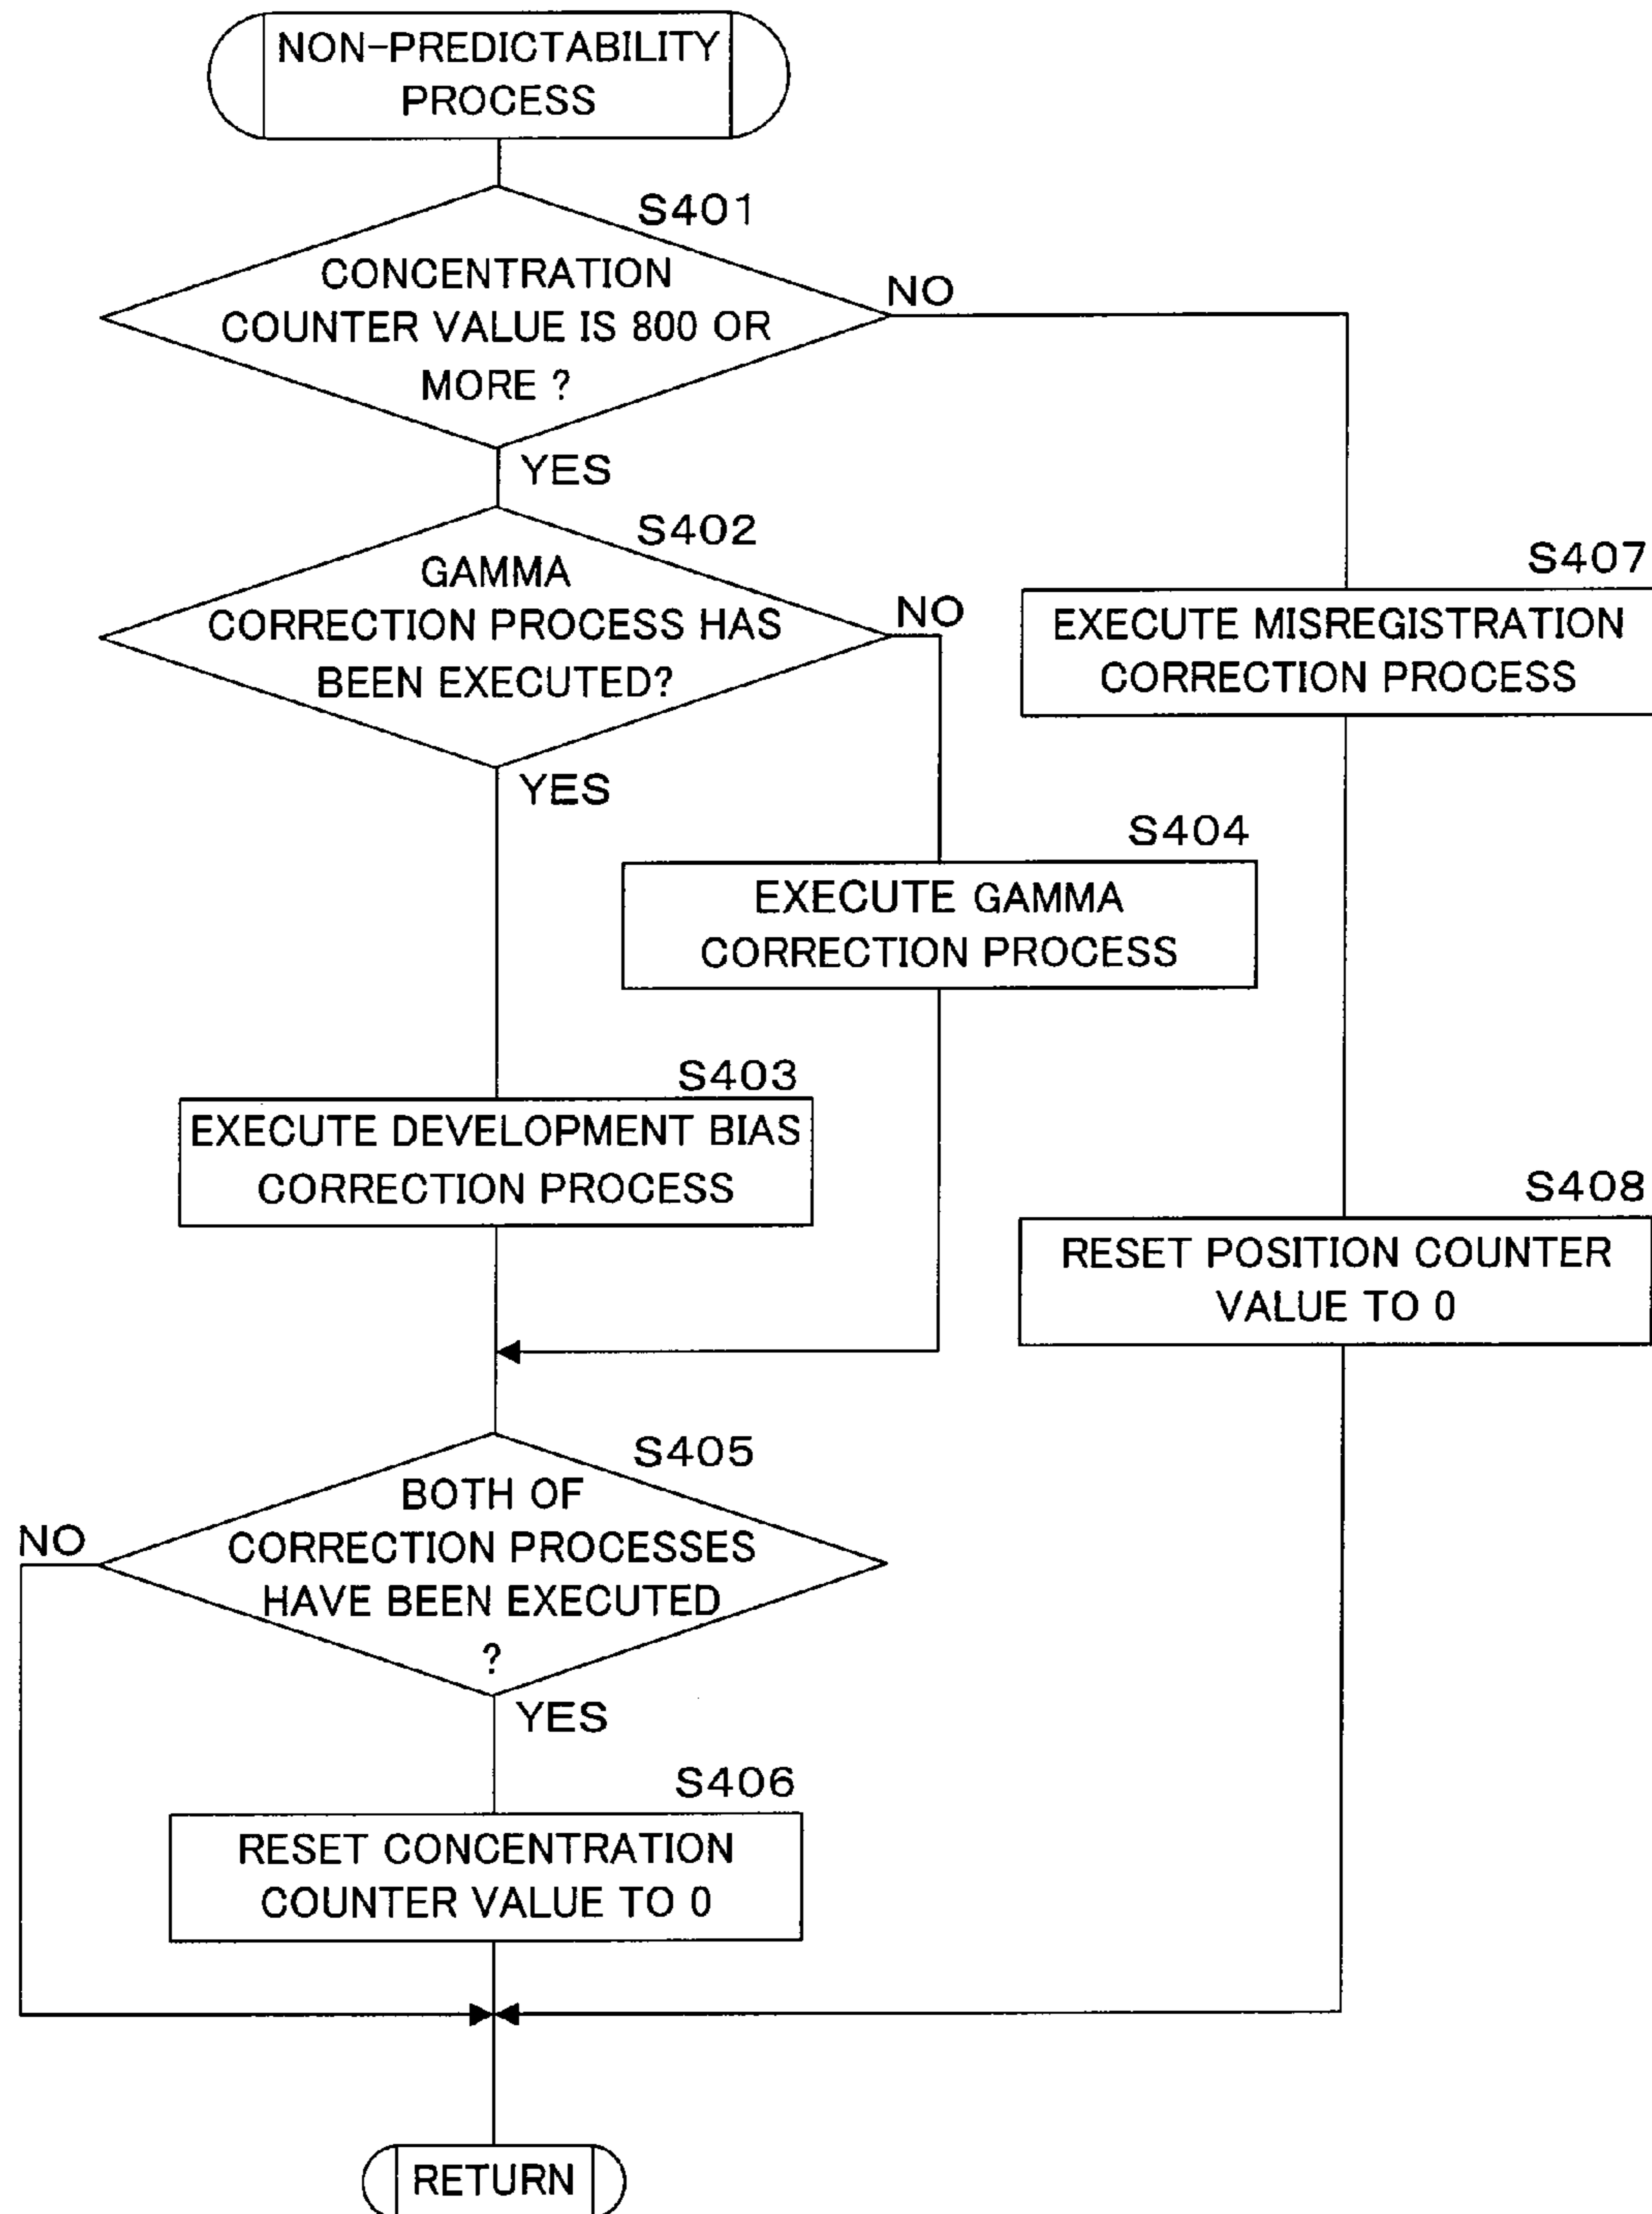 NON-PREDICTABILITY
PROCESS
S401
CONCENTRATION
COUNTER VALUE IS 800 OR
MORE ?
NO
YES
S402
GAMMA
CORRECTION PROCESS HAS
BEEN EXECUTED?
NO
YES
S407
EXECUTE MISREGISTRATION
CORRECTION PROCESS
S404
EXECUTE GAMMA
CORRECTION PROCESS
S403
EXECUTE DEVELOPMENT BIAS
CORRECTION PROCESS
S408
RESET POSITION COUNTER
VALUE TO 0
S405
BOTH OF
CORRECTION PROCESSES
HAVE BEEN EXECUTED
?
NO
YES
S406
RESET CONCENTRATION
COUNTER VALUE TO 0
RETURN